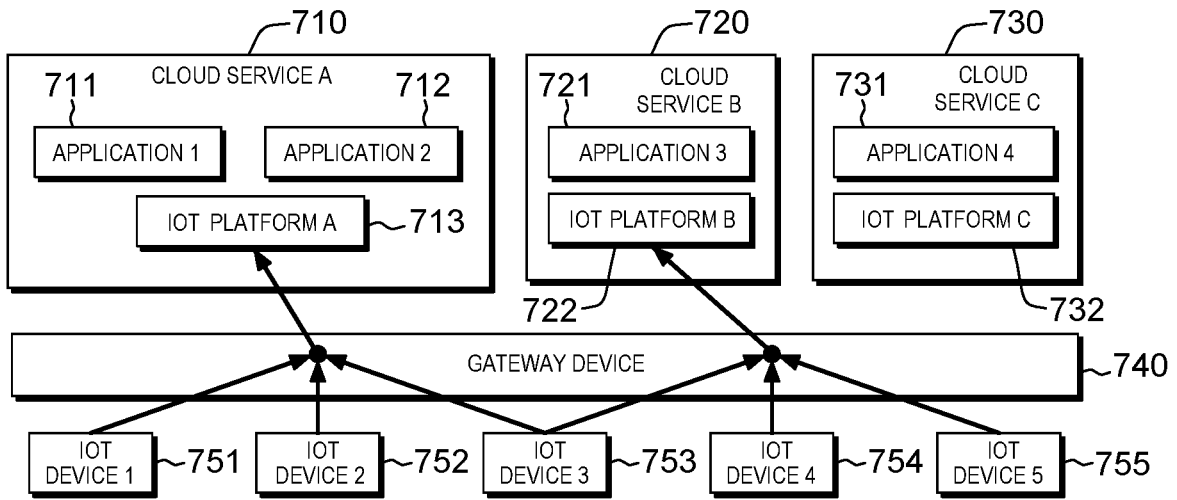 710
720
730
CLOUD SERVICE A
CLOUD
SERVICE B
CLOUD
SERVICE C
711
712
721
731
APPLICATION 1
APPLICATION 2
APPLICATION 3
APPLICATION 4
IOT PLATFORM A
713
IOT PLATFORM B
IOT PLATFORM C
722
732
GATEWAY DEVICE
740
IOT
DEVICE 1
751
IOT
DEVICE 2
752
IOT
DEVICE 3
753
IOT
DEVICE 4
754
IOT
DEVICE 5
755